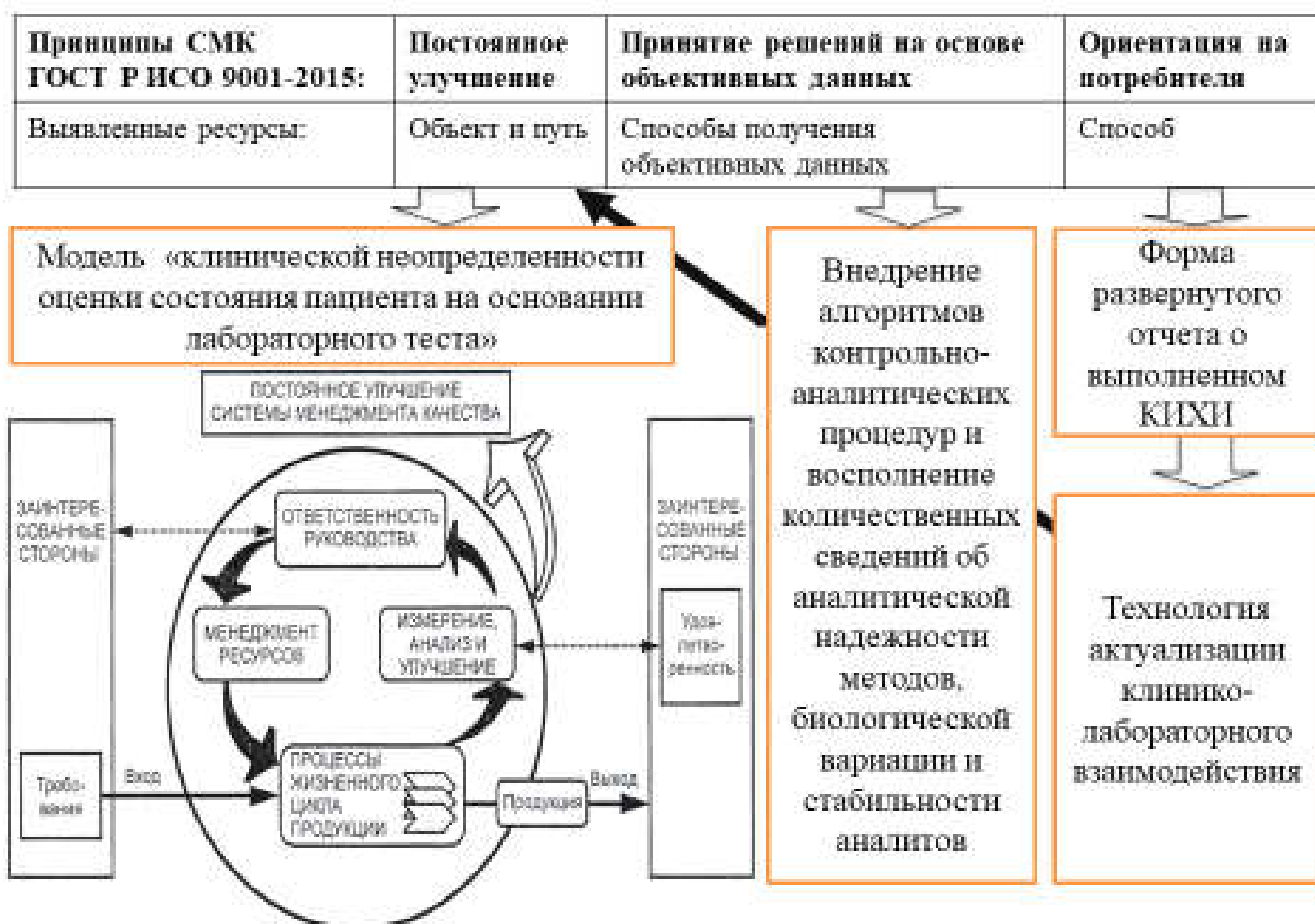 Принципы СМК
ГОСТ Р ИСО 9001-2015:
Постоянное
улучшение
Принятие решений на основе
объективных данных
Ориентация на
потребителя
Выявленные ресурсы:
Объект и путь
Способы получения
объективных данных
Способ
Модель «клинической неопределенности
оценки состояния пациента на основании
лабораторного теста»
Внедрение
алгоритмов
контрольно-
аналитических
процедур и
восполнение
количественных
сведений об
аналитической
надежности
методов,
биологической
вариации и
стабильности
аналитов
Форма
развернутого
отчета о
выполненном
КИХИ
Технология
актуализации
клинико-
лабораторного
взаимодействия
ПОСТОЯННОЕ УЛУЧШЕНИЕ
СИСТЕМЫ МЕНЕДЖМЕНТА КАЧЕСТВА
ЗАИНТЕРЕ-
СОВАННЫЕ
СТОРОНЫ
ОТВЕТСТВЕННОСТЬ
РУКОВОДСТВА
ЗАИНТЕРЕ-
СОВАННЫЕ
СТОРОНЫ
МЕНЕДЖМЕНТ
РЕСУРСОВ
ИЗМЕРЕНИЕ,
АНАЛИЗ И
УЛУЧШЕНИЕ
Удов-
летво-
ренность
Требо-
вания
Вход
ПРОЦЕССЫ
ЖИЗНЕННОГО
ЦИКЛА
ПРОДУКЦИИ
Продукция
Выход